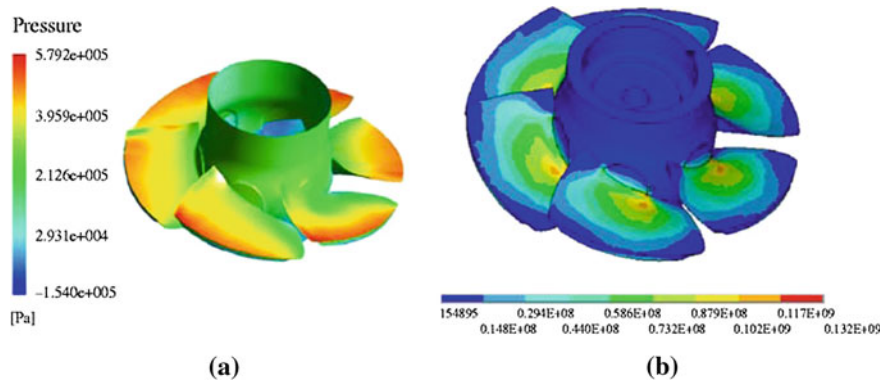 Pressure
5.792e+005
3.959e+005
2.126e+005
2.931e+004
−1.540e+005
[Pa]
(a)
154895 0.294E+08 0.586E+08 0.879E+08 0.117E+09
0.148E+08 0.440E+08 0.732E+08 0.102E+09 0.132E+09
(b)